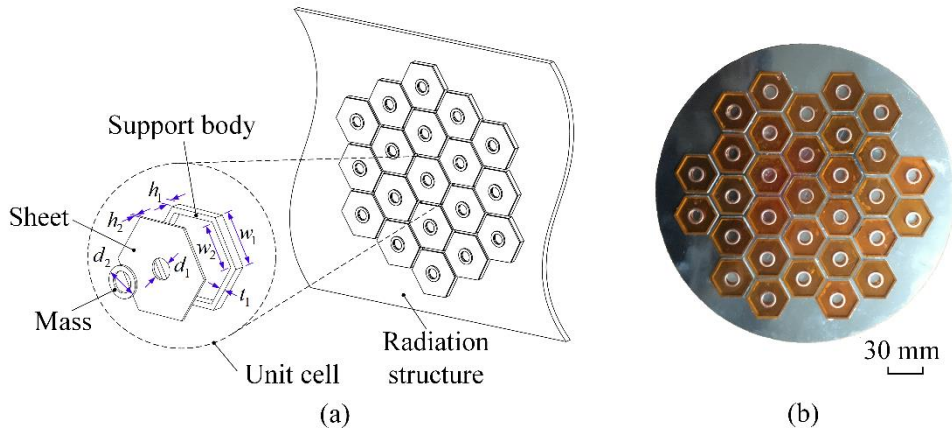 Support body
h1
h2
Sheet
w1
w2
d2
d1
t1
Mass
Unit cell
Radiation
structure
30 mm
(a)
(b)